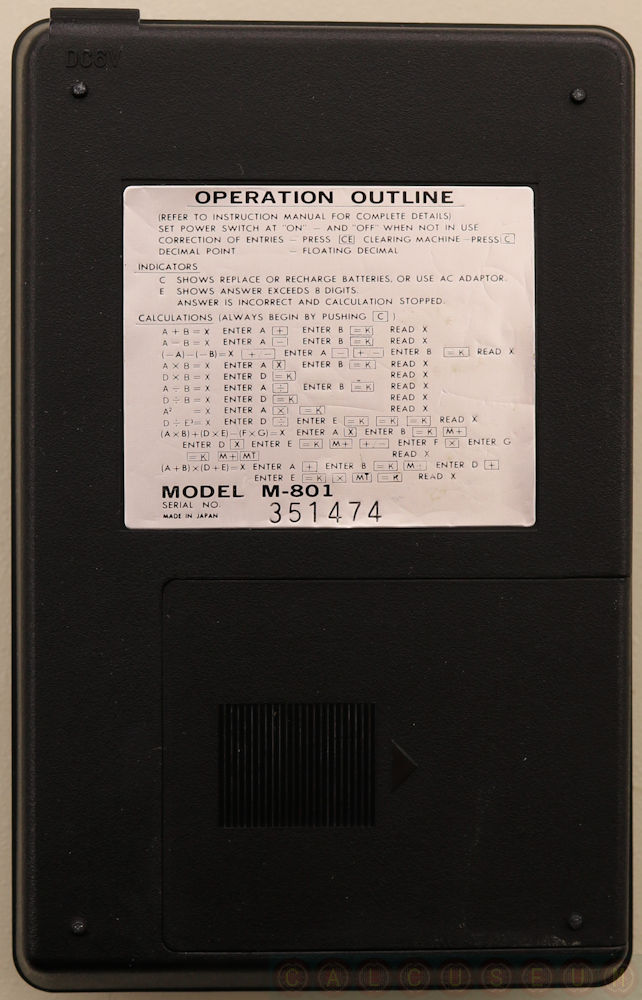 DC6V
OPERATION OUTLINE
(REFER TO INSTRUCTION MANUAL FOR COMPLETE DETAILS)
SET POWER SWITCH AT "ON" – AND "OFF" WHEN NOT IN USE
CORRECTION OF ENTRIES – PRESS CE CLEARING MACHINE–PRESS C
DECIMAL POINT – FLOATING DECIMAL
INDICATORS
C SHOWS REPLACE OR RECHARGE BATTERIES, OR USE AC ADAPTOR.
E SHOWS ANSWER EXCEEDS 8 DIGITS.
ANSWER IS INCORRECT AND CALCULATION STOPPED.
CALCULATIONS (ALWAYS BEGIN BY PUSHING C )
A + B = X ENTER A + ENTER B = K READ X
A – B = X ENTER A – ENTER B = K READ X
(–A)–(–B)=X + – ENTER A – + – ENTER B = K READ X
A × B = X ENTER A X ENTER B = K READ X
D × B = X ENTER D = K READ X
A ÷ B = X ENTER A ÷ ENTER B = K READ X
D ÷ B = X ENTER D = K READ X
A² = X ENTER A × = K READ X
D ÷ E³= X ENTER D ÷ ENTER E = K = K = K READ X
(A×B)+(D×E)–(F×G)=X ENTER A X ENTER B = K M+
ENTER D X ENTER E = K M+ + – ENTER F × ENTER G
= K M+ MT READ X
(A+B)×(D+E)=X ENTER A + ENTER B = K M+ ENTER D +
ENTER E = K × MT = K READ X
MODEL M-801
SERIAL NO. 351474
MADE IN JAPAN
CALCUSEUM